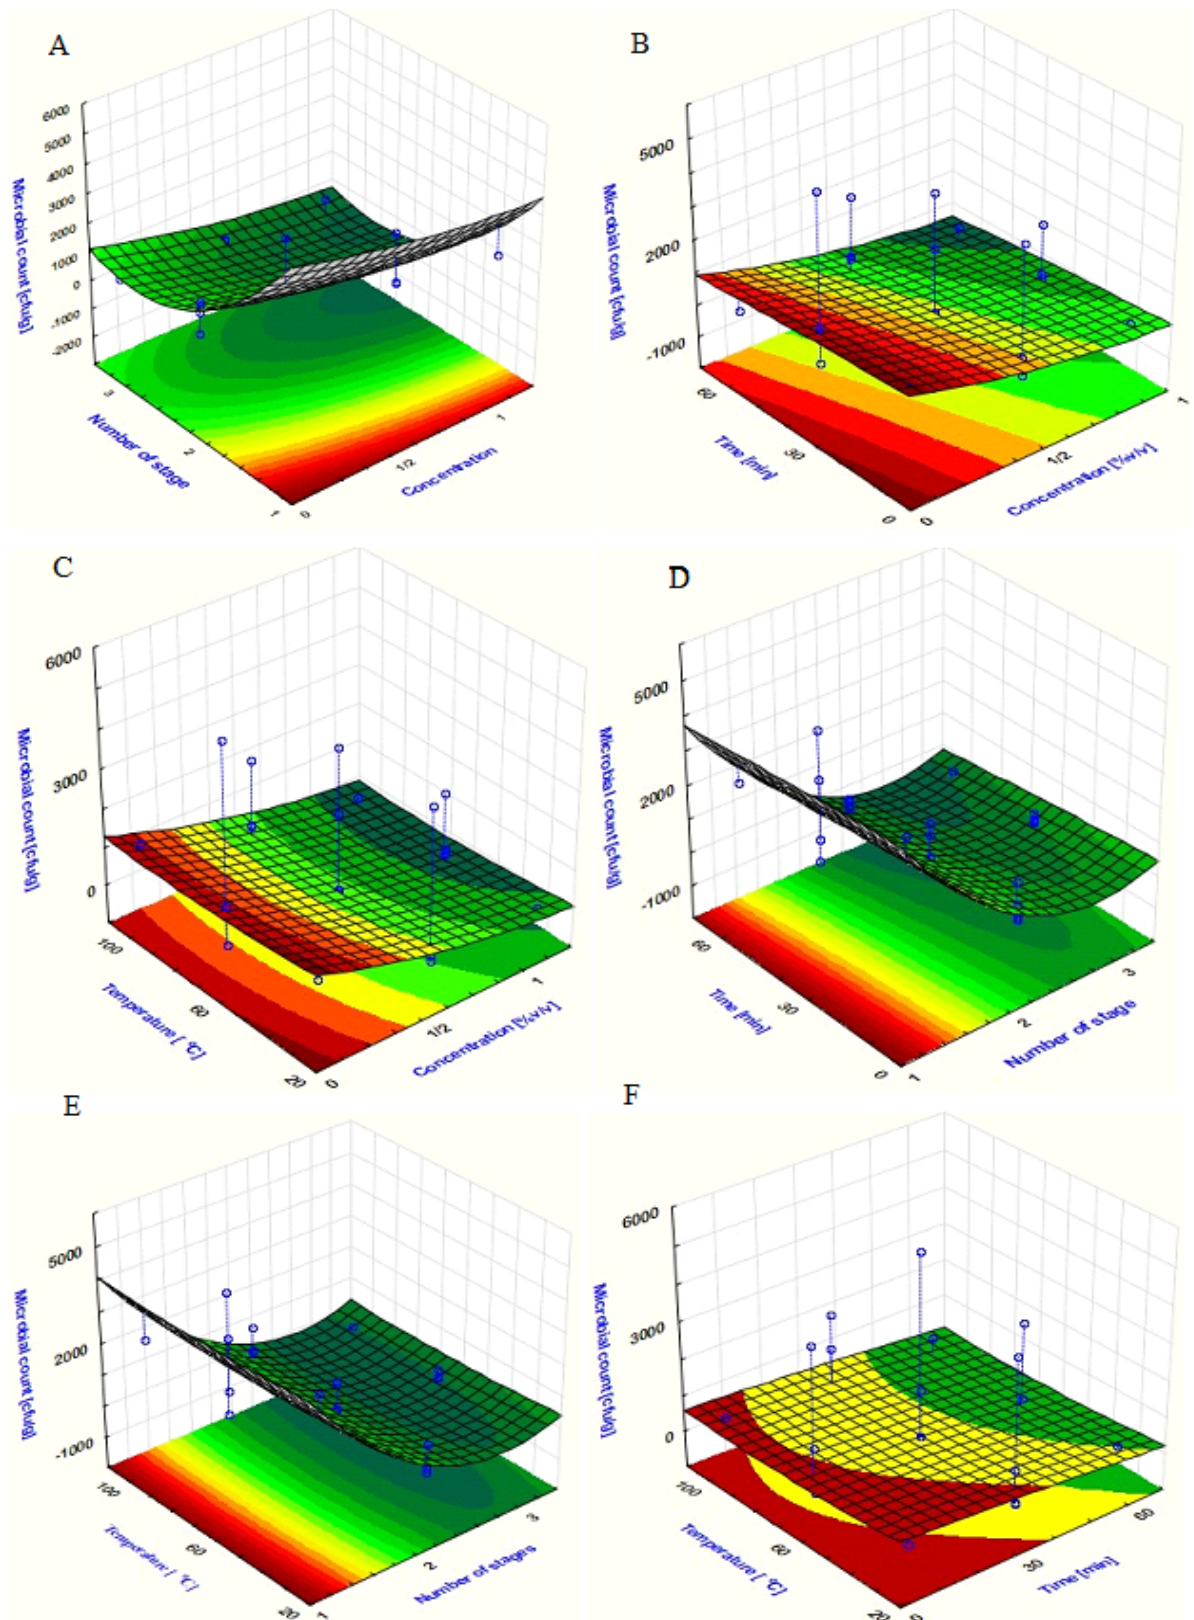 A
Microbial count [cfu/g]
6000
5000
4000
3000
2000
1000
0
-1000
-2000
3
2
1
Number of stage
0
1/2
1
Concentration
B
Microbial count [cfu/g]
5000
2000
-1000
60
30
0
Time [min]
0
1/2
1
Concentration [%v/v]
C
Microbial count [cfu/g]
6000
3000
0
100
60
20
Temperature [ °C]
0
1/2
1
Concentration [%v/v]
D
Microbial count [cfu/g]
5000
2000
-1000
60
30
0
Time [min]
1
2
3
Number of stage
E
Microbial count [cfu/g]
5000
2000
-1000
100
60
20
Temperature [ °C]
1
2
3
Number of stages
F
Microbial count [cfu/g]
6000
3000
0
100
60
20
Temperature [ °C]
0
30
60
Time [min]